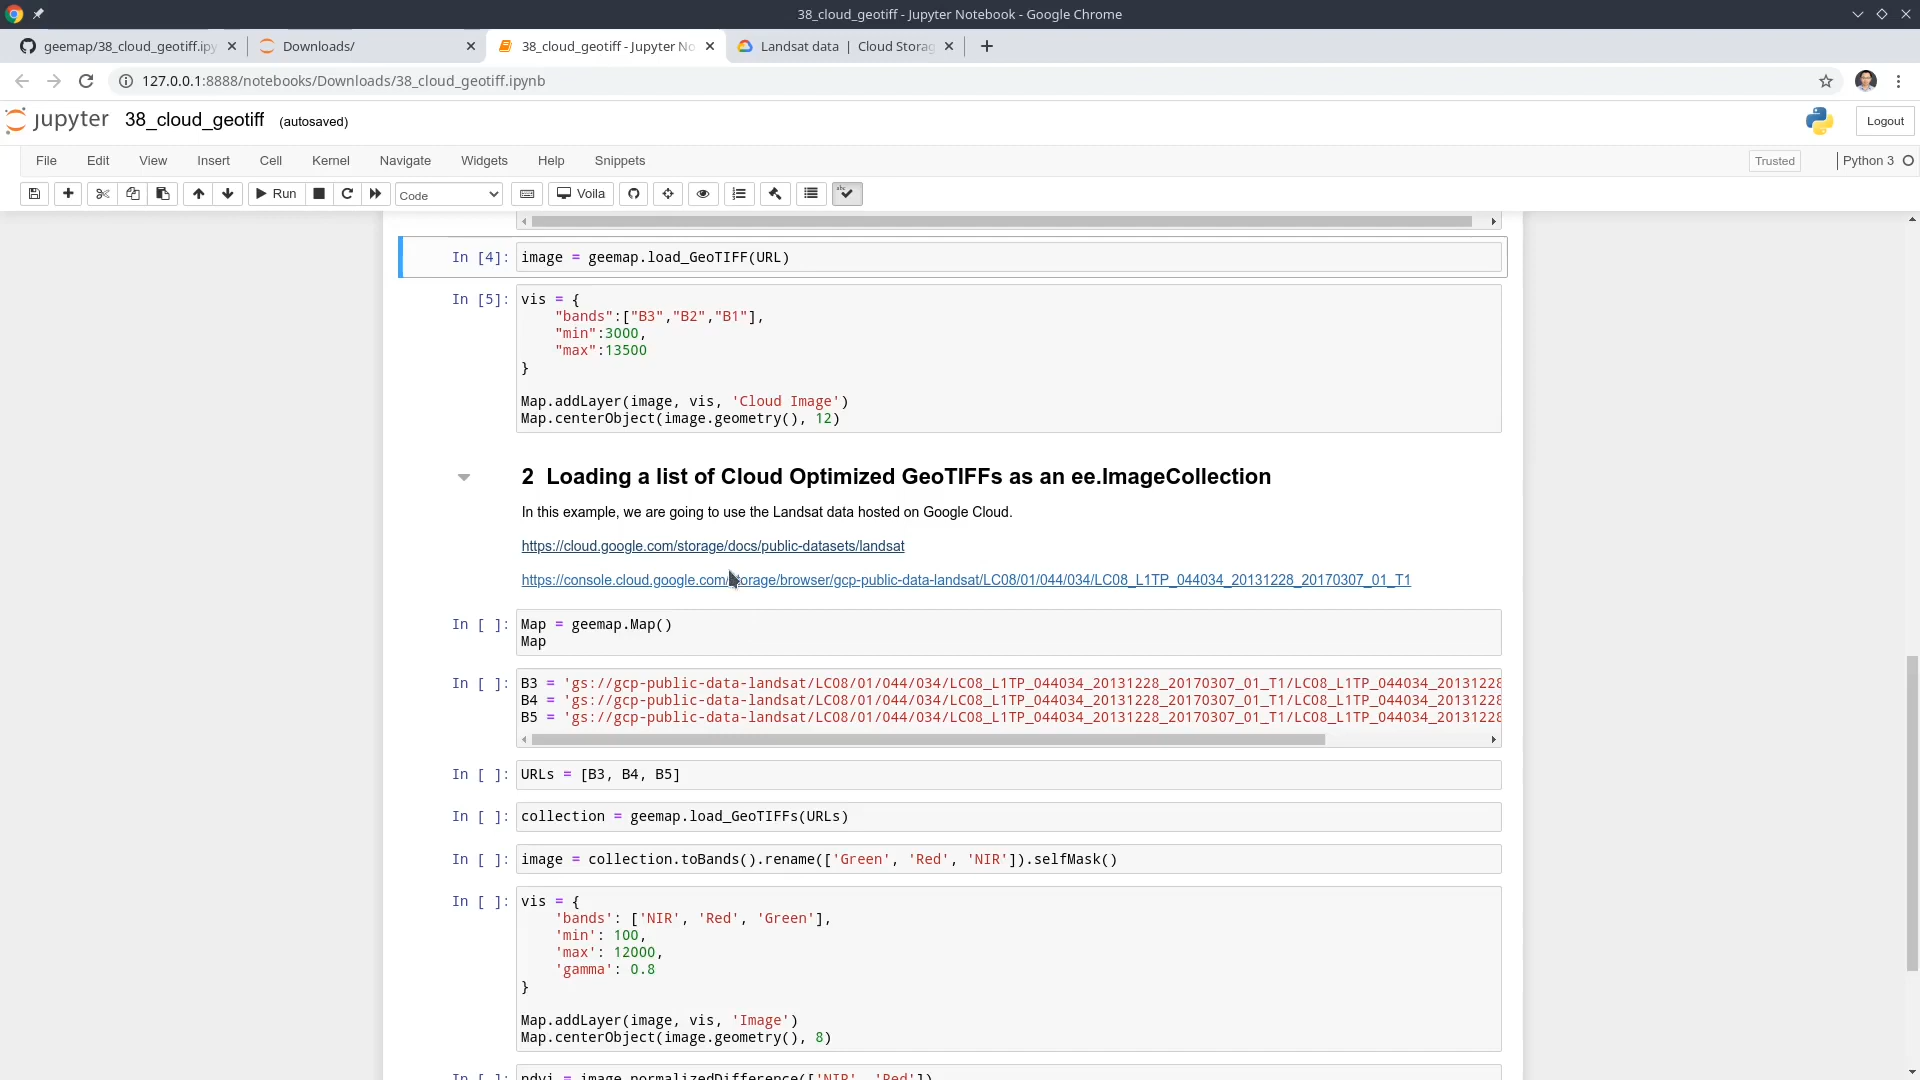 38_cloud_geotiff - Jupyter Notebook - Google Chrome
geemap/38_cloud_geotiff.ipy
Downloads/
38_cloud_geotiff - Jupyter No
Landsat data | Cloud Storag
127.0.0.1:8888/notebooks/Downloads/38_cloud_geotiff.ipynb
jupyter 38_cloud_geotiff (autosaved)
Logout
File Edit View Insert Cell Kernel Navigate Widgets Help Snippets
Trusted
Python 3
Run
Code
Voila
abc
In [4]: image = geemap.load_GeoTIFF(URL)
In [5]: vis = {
"bands":["B3","B2","B1"],
"min":3000,
"max":13500
}
Map.addLayer(image, vis, 'Cloud Image')
Map.centerObject(image.geometry(), 12)
2 Loading a list of Cloud Optimized GeoTIFFs as an ee.ImageCollection
In this example, we are going to use the Landsat data hosted on Google Cloud.
https://cloud.google.com/storage/docs/public-datasets/landsat
https://console.cloud.google.com/storage/browser/gcp-public-data-landsat/LC08/01/044/034/LC08_L1TP_044034_20131228_20170307_01_T1
In [ ]: Map = geemap.Map()
Map
In [ ]: B3 = 'gs://gcp-public-data-landsat/LC08/01/044/034/LC08_L1TP_044034_20131228_20170307_01_T1/LC08_L1TP_044034_20131228
B4 = 'gs://gcp-public-data-landsat/LC08/01/044/034/LC08_L1TP_044034_20131228_20170307_01_T1/LC08_L1TP_044034_20131228
B5 = 'gs://gcp-public-data-landsat/LC08/01/044/034/LC08_L1TP_044034_20131228_20170307_01_T1/LC08_L1TP_044034_20131228
In [ ]: URLs = [B3, B4, B5]
In [ ]: collection = geemap.load_GeoTIFFs(URLs)
In [ ]: image = collection.toBands().rename(['Green', 'Red', 'NIR']).selfMask()
In [ ]: vis = {
'bands': ['NIR', 'Red', 'Green'],
'min': 100,
'max': 12000,
'gamma': 0.8
}
Map.addLayer(image, vis, 'Image')
Map.centerObject(image.geometry(), 8)
In [ ]: ndvi = image.normalizedDifference(['NIR', 'Red'])